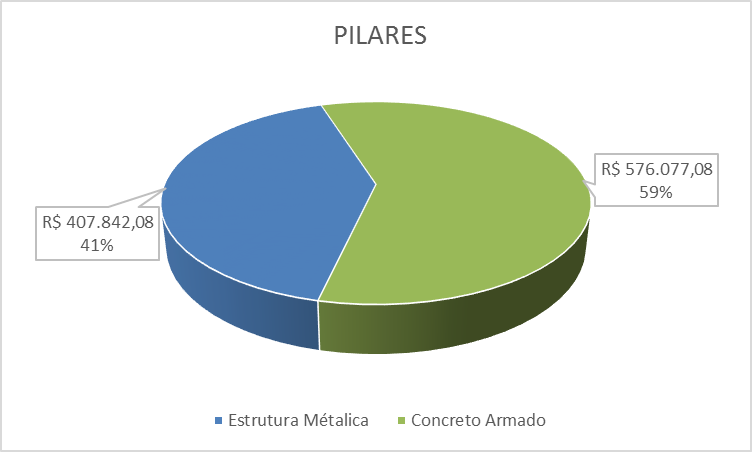 PILARES
R$ 576.077,08
59%
R$ 407.842,08
41%
Estrutura Métalica
Concreto Armado